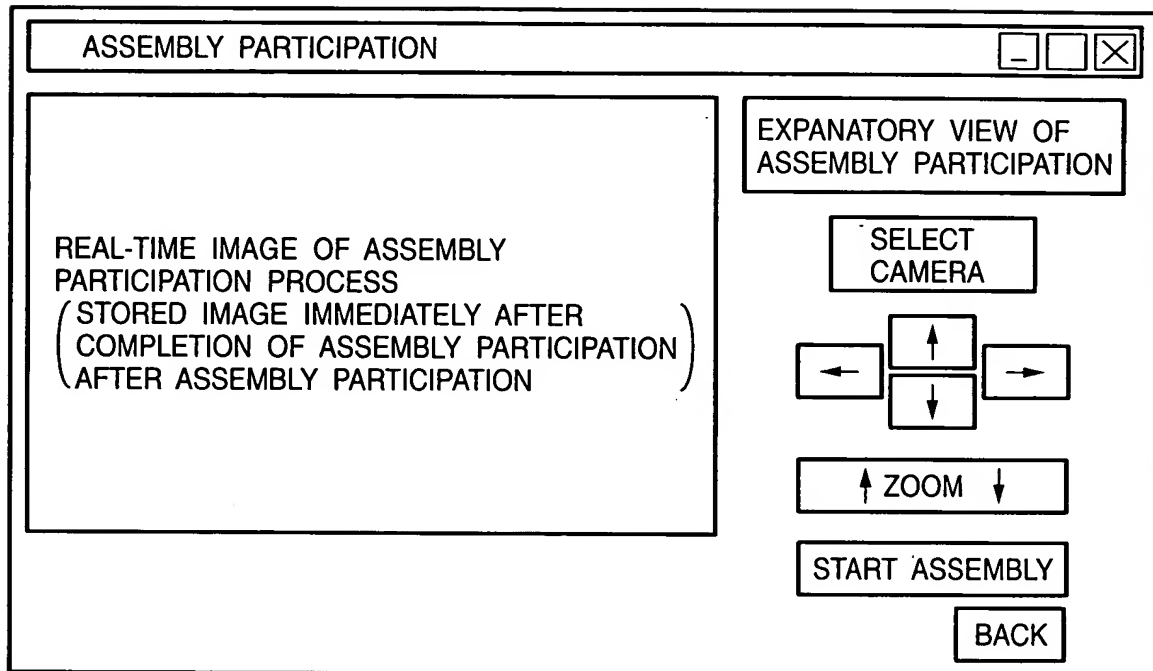 ASSEMBLY PARTICIPATION
REAL-TIME IMAGE OF ASSEMBLY
PARTICIPATION PROCESS
(STORED IMAGE IMMEDIATELY AFTER
COMPLETION OF ASSEMBLY PARTICIPATION
AFTER ASSEMBLY PARTICIPATION)
EXPANATORY VIEW OF
ASSEMBLY PARTICIPATION
SELECT
CAMERA
↑
← →
↓
↑ ZOOM ↓
START ASSEMBLY
BACK